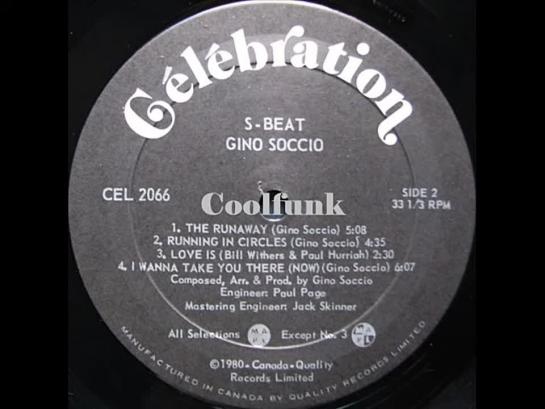 Célébration
S-BEAT
GINO SOCCIO
CEL 2066
SIDE 2
33 1/3 RPM
Coolfunk
1. THE RUNAWAY (Gino Soccio) 5:08
2. RUNNING IN CIRCLES (Gino Soccio) 4:35
3. LOVE IS (Bill Withers & Paul Hurriah) 2:30
4. I WANNA TAKE YOU THERE (NOW) (Gino Soccio) 6:07
Composed, Arr. & Prod. by Gino Soccio
Engineer: Paul Page
Mastering Engineer: Jack Skinner
All Selections MAPL Except No. 3 MAPL
©1980-Canada-Quality
Records Limited
MANUFACTURED IN CANADA BY QUALITY RECORDS LIMITED